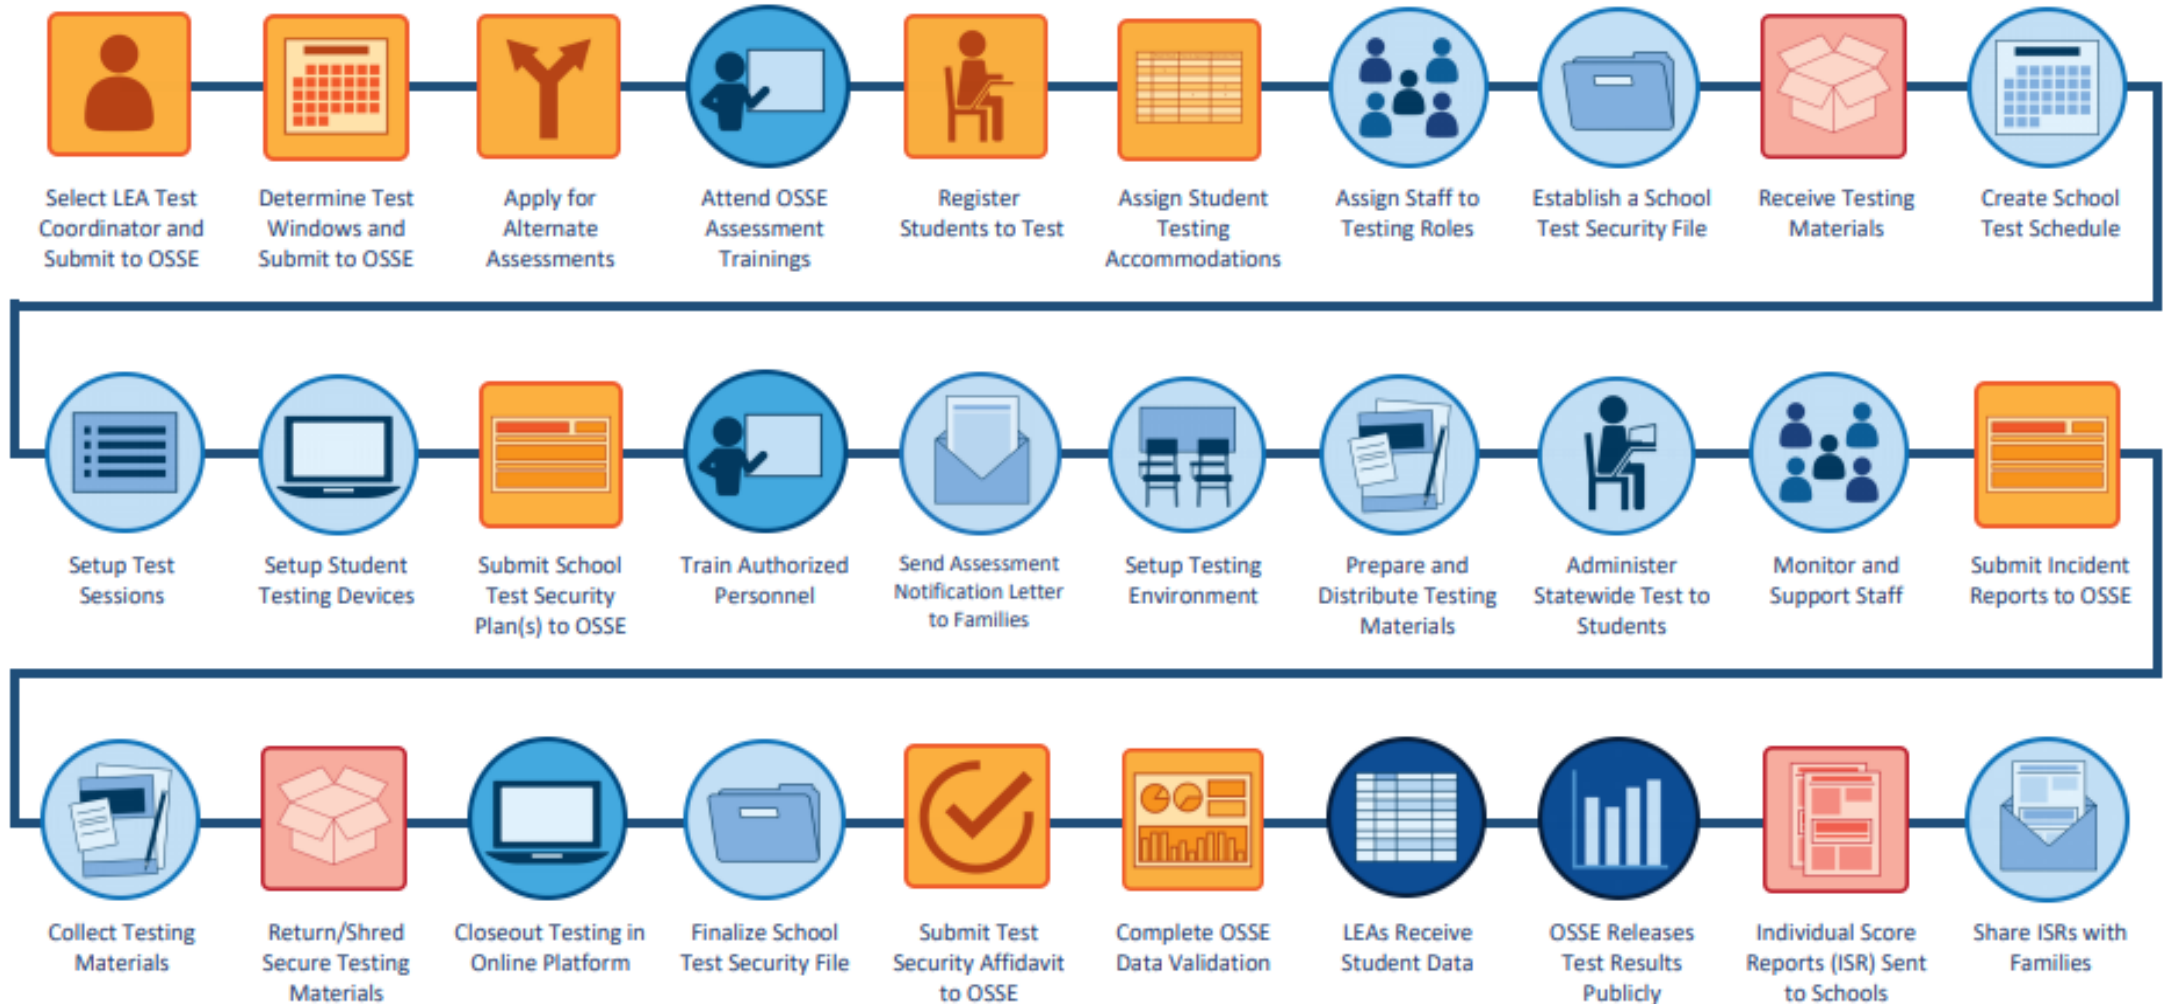 Select LEA Test
Coordinator and
Submit to OSSE
Determine Test
Windows and
Submit to OSSE
Apply for
Alternate
Assessments
Attend OSSE
Assessment
Trainings
Register
Students to Test
Assign Student
Testing
Accommodations
Assign Staff to
Testing Roles
Establish a School
Test Security File
Receive Testing
Materials
Create School
Test Schedule
Setup Test
Sessions
Setup Student
Testing Devices
Submit School
Test Security
Plan(s) to OSSE
Train Authorized
Personnel
Send Assessment
Notification Letter
to Families
Setup Testing
Environment
Prepare and
Distribute Testing
Materials
Administer
Statewide Test to
Students
Monitor and
Support Staff
Submit Incident
Reports to OSSE
Collect Testing
Materials
Return/Shred
Secure Testing
Materials
Closeout Testing in
Online Platform
Finalize School
Test Security File
Submit Test
Security Affidavit
to OSSE
Complete OSSE
Data Validation
LEAs Receive
Student Data
OSSE Releases
Test Results
Publicly
Individual Score
Reports (ISR) Sent
to Schools
Share ISRs with
Families